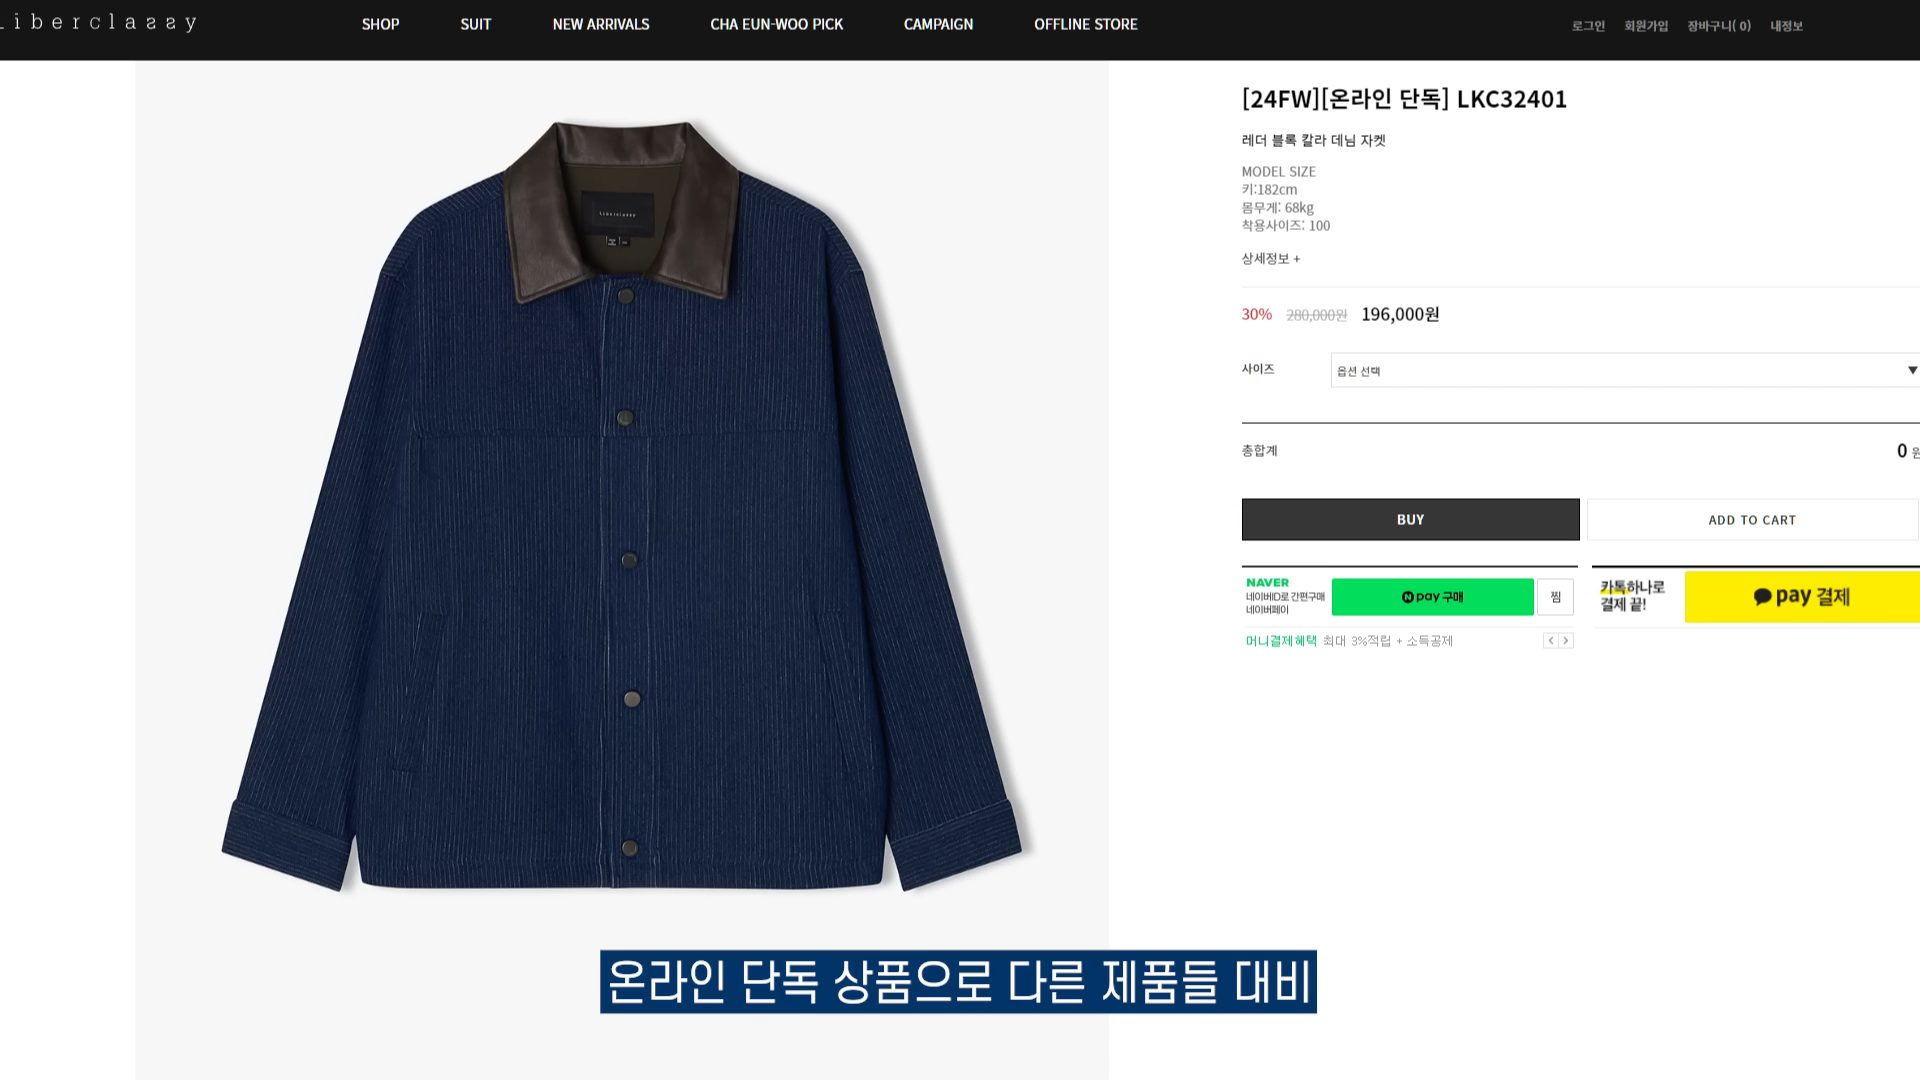 Liberclassy
SHOP SUIT NEW ARRIVALS CHA EUN-WOO PICK CAMPAIGN OFFLINE STORE
로그인 회원가입 장바구니( 0) 내정보
[24FW][온라인 단독] LKC32401
레더 블록 칼라 데님 자켓
MODEL SIZE
키:182cm
몸무게: 68kg
착용사이즈: 100
상세정보 +
30% 280,000원 196,000원
사이즈 옵션 선택 ▼
총합계 0 원
BUY ADD TO CART
NAVER
네이버ID로 간편구매
네이버페이
N pay 구매
찜
카톡하나로
결제 끝!
pay 결제
머니결제혜택 최대 3%적립 + 소득공제
< >
Liberclassy
온라인 단독 상품으로 다른 제품들 대비